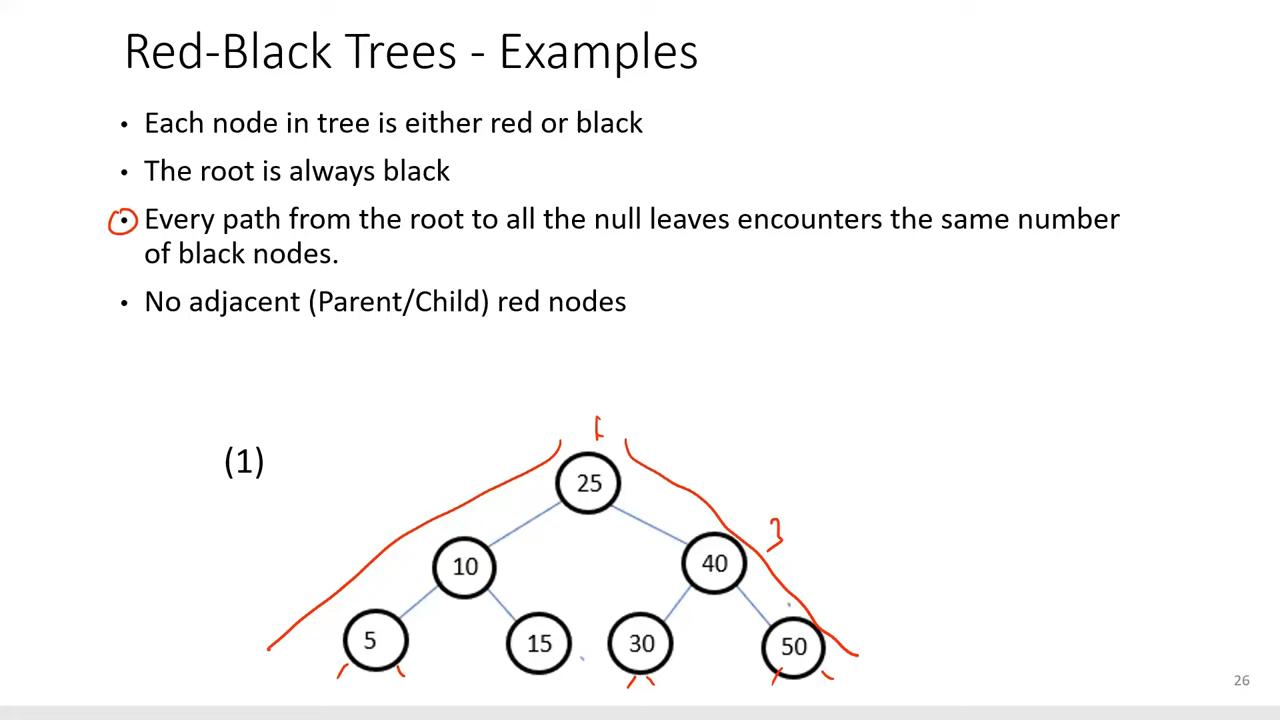 Red-Black Trees - Examples
• Each node in tree is either red or black
• The root is always black
• Every path from the root to all the null leaves encounters the same number
of black nodes.
• No adjacent (Parent/Child) red nodes
(1)
25
3
10
40
5
15
30
50
26